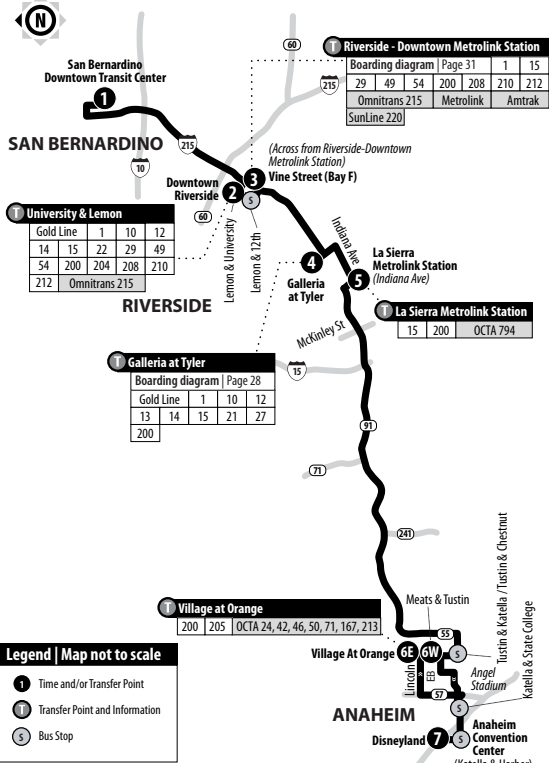 N
60
T Riverside - Downtown Metrolink Station
Boarding diagram | Page 31 1 15
29 49 54 200 208 210 212
Omnitrans 215 Metrolink Amtrak
SunLine 220
San Bernardino
Downtown Transit Center
1
215
SAN BERNARDINO
215
10
(Across from Riverside-Downtown
Metrolink Station)
Vine Street (Bay F)
3
Downtown
Riverside
2
S
60
T University & Lemon
Gold Line 1 10 12
14 15 22 29 49
54 200 204 208 210
212 Omnitrans 215
Lemon & University
Lemon & 12th
RIVERSIDE
Indiana Ave
4
Galleria
at Tyler
La Sierra
Metrolink Station
(Indiana Ave)
5
T La Sierra Metrolink Station
15 200 OCTA 794
McKinley St
15
T Galleria at Tyler
Boarding diagram | Page 28
Gold Line 1 10 12
13 14 15 21 27
200
91
71
241
T Village at Orange
200 205 OCTA 24, 42, 46, 50, 71, 167, 213
Meats & Tustin
Tustin & Katella / Tustin & Chestnut
55
Village At Orange
6E
6W
S
Lincoln
EB
Angel
Stadium
Katella & State College
57
S
ANAHEIM
Disneyland
7
S
Anaheim
Convention
Center
(Katella & Harbor)
Legend | Map not to scale
1 Time and/or Transfer Point
T Transfer Point and Information
S Bus Stop